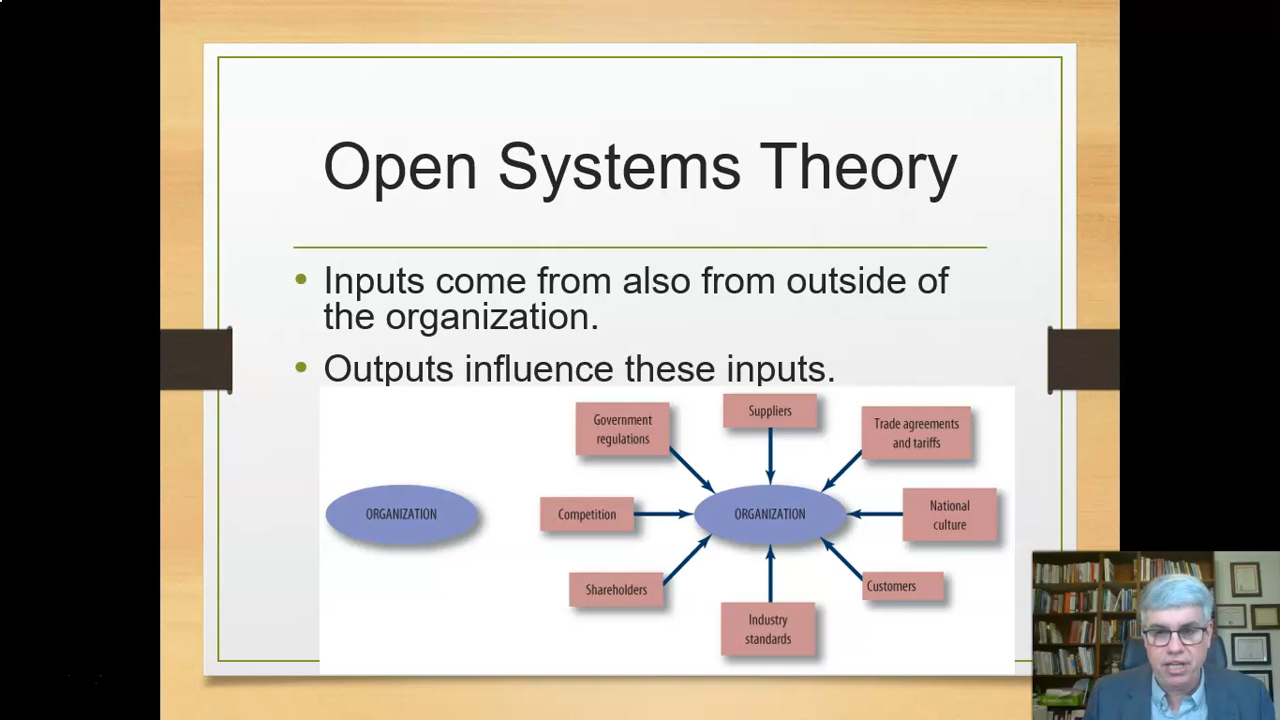 Open Systems Theory
• Inputs come from also from outside of
the organization.
• Outputs influence these inputs.
ORGANIZATION
Government
regulations
Suppliers
Trade agreements
and tariffs
Competition
ORGANIZATION
National
culture
Shareholders
Industry
standards
Customers